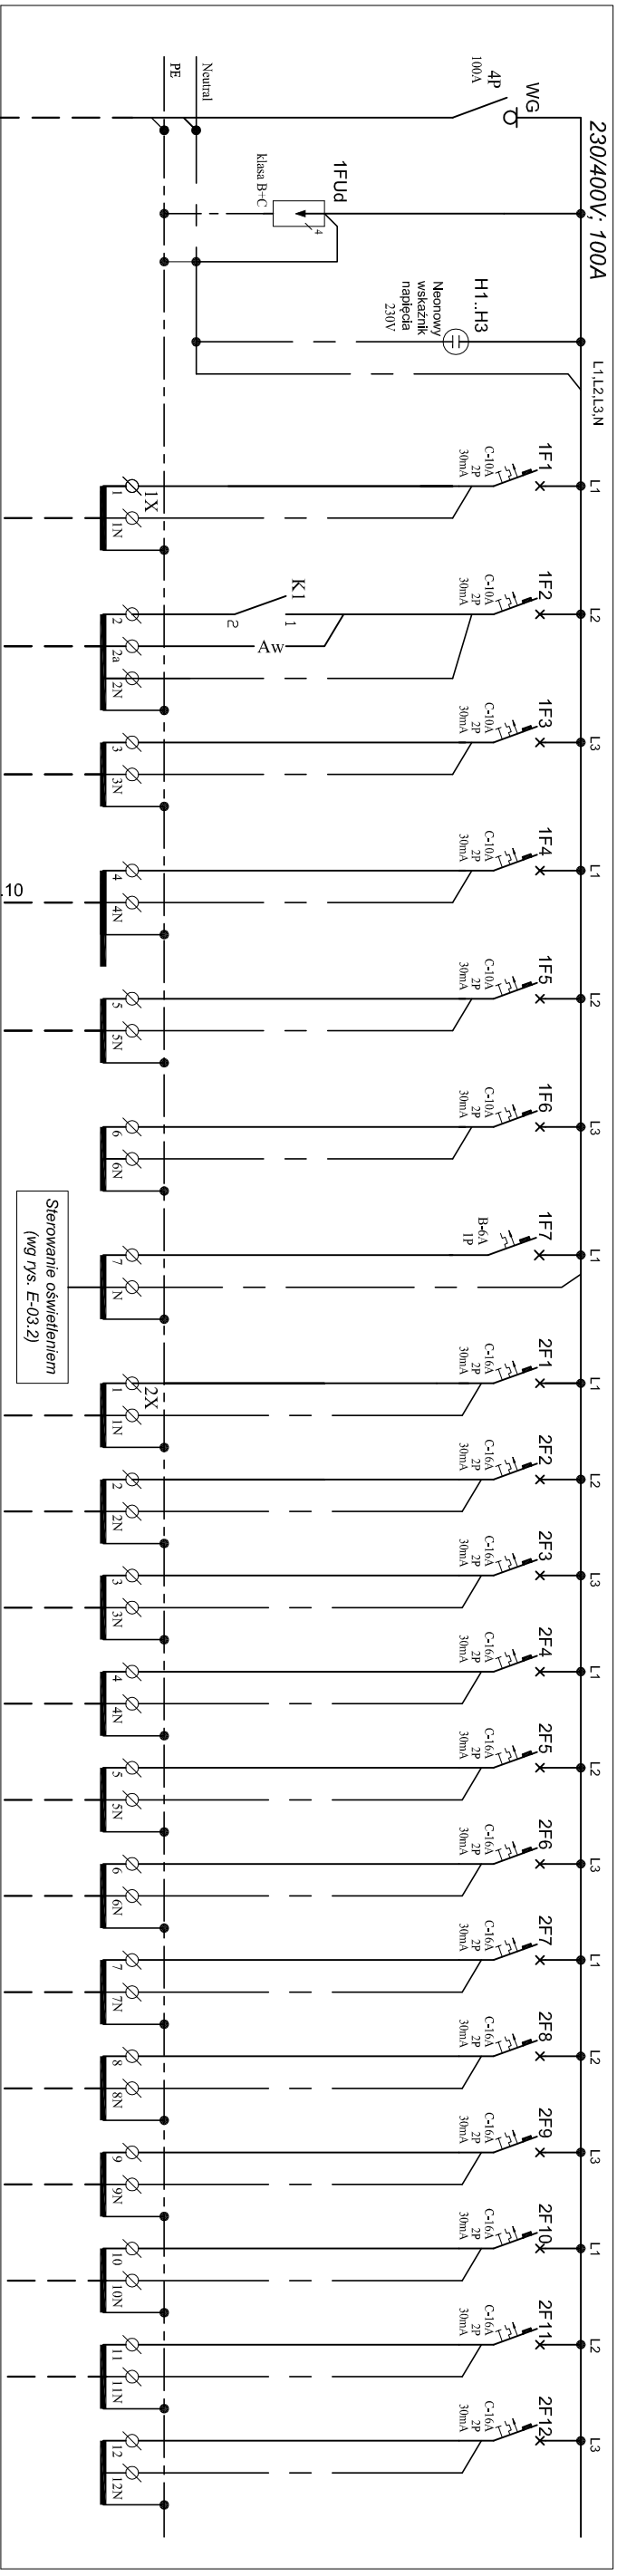 230/400V; 100A
L1,L2,L3,N
WG
4P
100A
Neutral
PE
1FUd
4
klasa B+C
H1..H3
Neonowy
wskaźnik
napięcia
230V
L1
1F1
C-10A
2P
30mA
1X
1
1N
L2
1F2
C-10A
2P
30mA
K1
1
2
Aw
2
2a
2N
L3
1F3
C-10A
2P
30mA
3
3N
L1
1F4
C-10A
2P
30mA
4
4N
.10
L2
1F5
C-10A
2P
30mA
5
5N
L3
1F6
C-10A
2P
30mA
6
6N
L1
1F7
B-6A
1P
7
N
Sterowanie oświetleniem
(wg rys. E-03.2)
L1
2F1
C-16A
2P
30mA
2X
1
1N
L2
2F2
C-16A
2P
30mA
2
2N
L3
2F3
C-16A
2P
30mA
3
3N
L1
2F4
C-16A
2P
30mA
4
4N
L2
2F5
C-16A
2P
30mA
5
5N
L3
2F6
C-16A
2P
30mA
6
6N
L1
2F7
C-16A
2P
30mA
7
7N
L2
2F8
C-16A
2P
30mA
8
8N
L3
2F9
C-16A
2P
30mA
9
9N
L1
2F10
C-16A
2P
30mA
10
10N
L2
2F11
C-16A
2P
30mA
11
11N
L3
2F12
C-16A
2P
30mA
12
12N